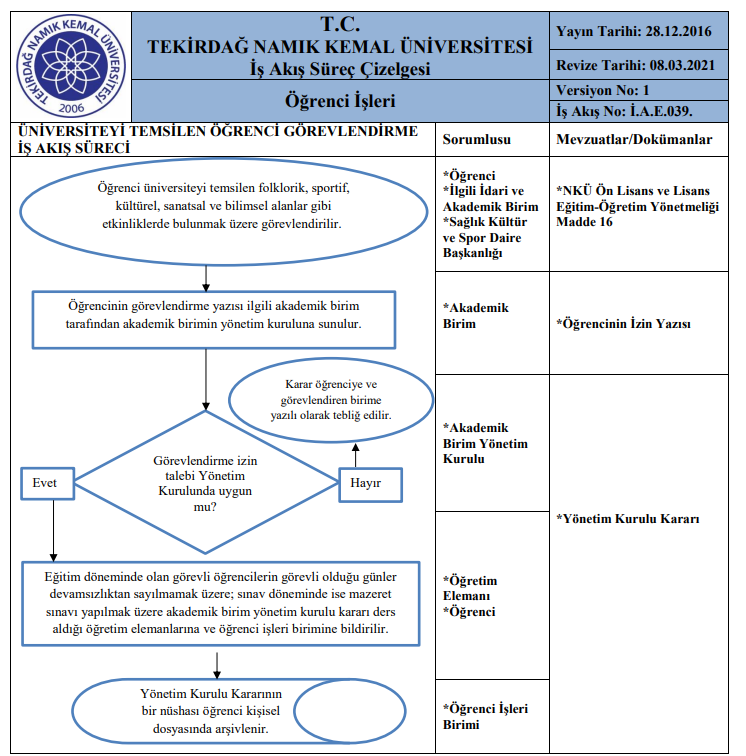 TEKİRDAĞ NAMIK KEMAL ÜNİVERSİTESİ
2006
T.C.
TEKİRDAĞ NAMIK KEMAL ÜNİVERSİTESİ
İş Akış Süreç Çizelgesi
Öğrenci İşleri
Yayın Tarihi: 28.12.2016
Revize Tarihi: 08.03.2021
Versiyon No: 1
İş Akış No: İ.A.E.039.
ÜNİVERSİTEYİ TEMSİLEN ÖĞRENCİ GÖREVLENDİRME
İŞ AKIŞ SÜRECİ
Sorumlusu
Mevzuatlar/Dokümanlar
Öğrenci üniversiteyi temsilen folklorik, sportif,
kültürel, sanatsal ve bilimsel alanlar gibi
etkinliklerde bulunmak üzere görevlendirilir.
*Öğrenci
*İlgili İdari ve
Akademik Birim
*Sağlık Kültür
ve Spor Daire
Başkanlığı
*NKÜ Ön Lisans ve Lisans
Eğitim-Öğretim Yönetmeliği
Madde 16
Öğrencinin görevlendirme yazısı ilgili akademik birim
tarafından akademik birimin yönetim kuruluna sunulur.
*Akademik
Birim
*Öğrencinin İzin Yazısı
Karar öğrenciye ve
görevlendiren birime
yazılı olarak tebliğ edilir.
Görevlendirme izin
talebi Yönetim
Kurulunda uygun
mu?
Evet
Hayır
*Akademik
Birim Yönetim
Kurulu
*Yönetim Kurulu Kararı
Eğitim döneminde olan görevli öğrencilerin görevli olduğu günler
devamsızlıktan sayılmamak üzere; sınav döneminde ise mazeret
sınavı yapılmak üzere akademik birim yönetim kurulu kararı ders
aldığı öğretim elemanlarına ve öğrenci işleri birimine bildirilir.
*Öğretim
Elemanı
*Öğrenci
Yönetim Kurulu Kararının
bir nüshası öğrenci kişisel
dosyasında arşivlenir.
*Öğrenci İşleri
Birimi